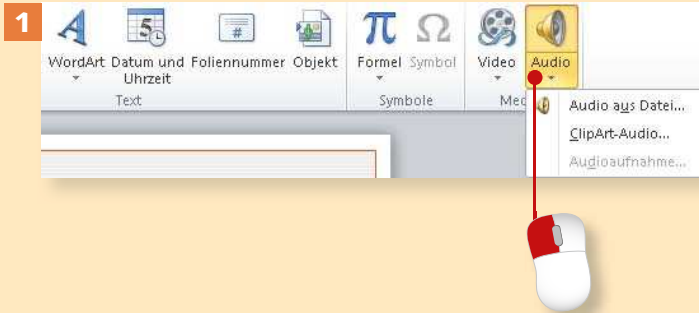 1
WordArt Datum und Uhrzeit Foliennummer Objekt Formel Symbol Video Audio
Text Symbole Med
Audio aus Datei...
ClipArt-Audio...
Audioaufnahme...